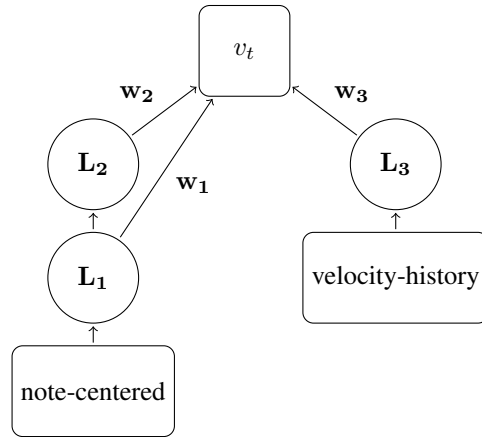 v_t
w_2
w_3
L_2
L_3
w_1
L_1
velocity-history
note-centered